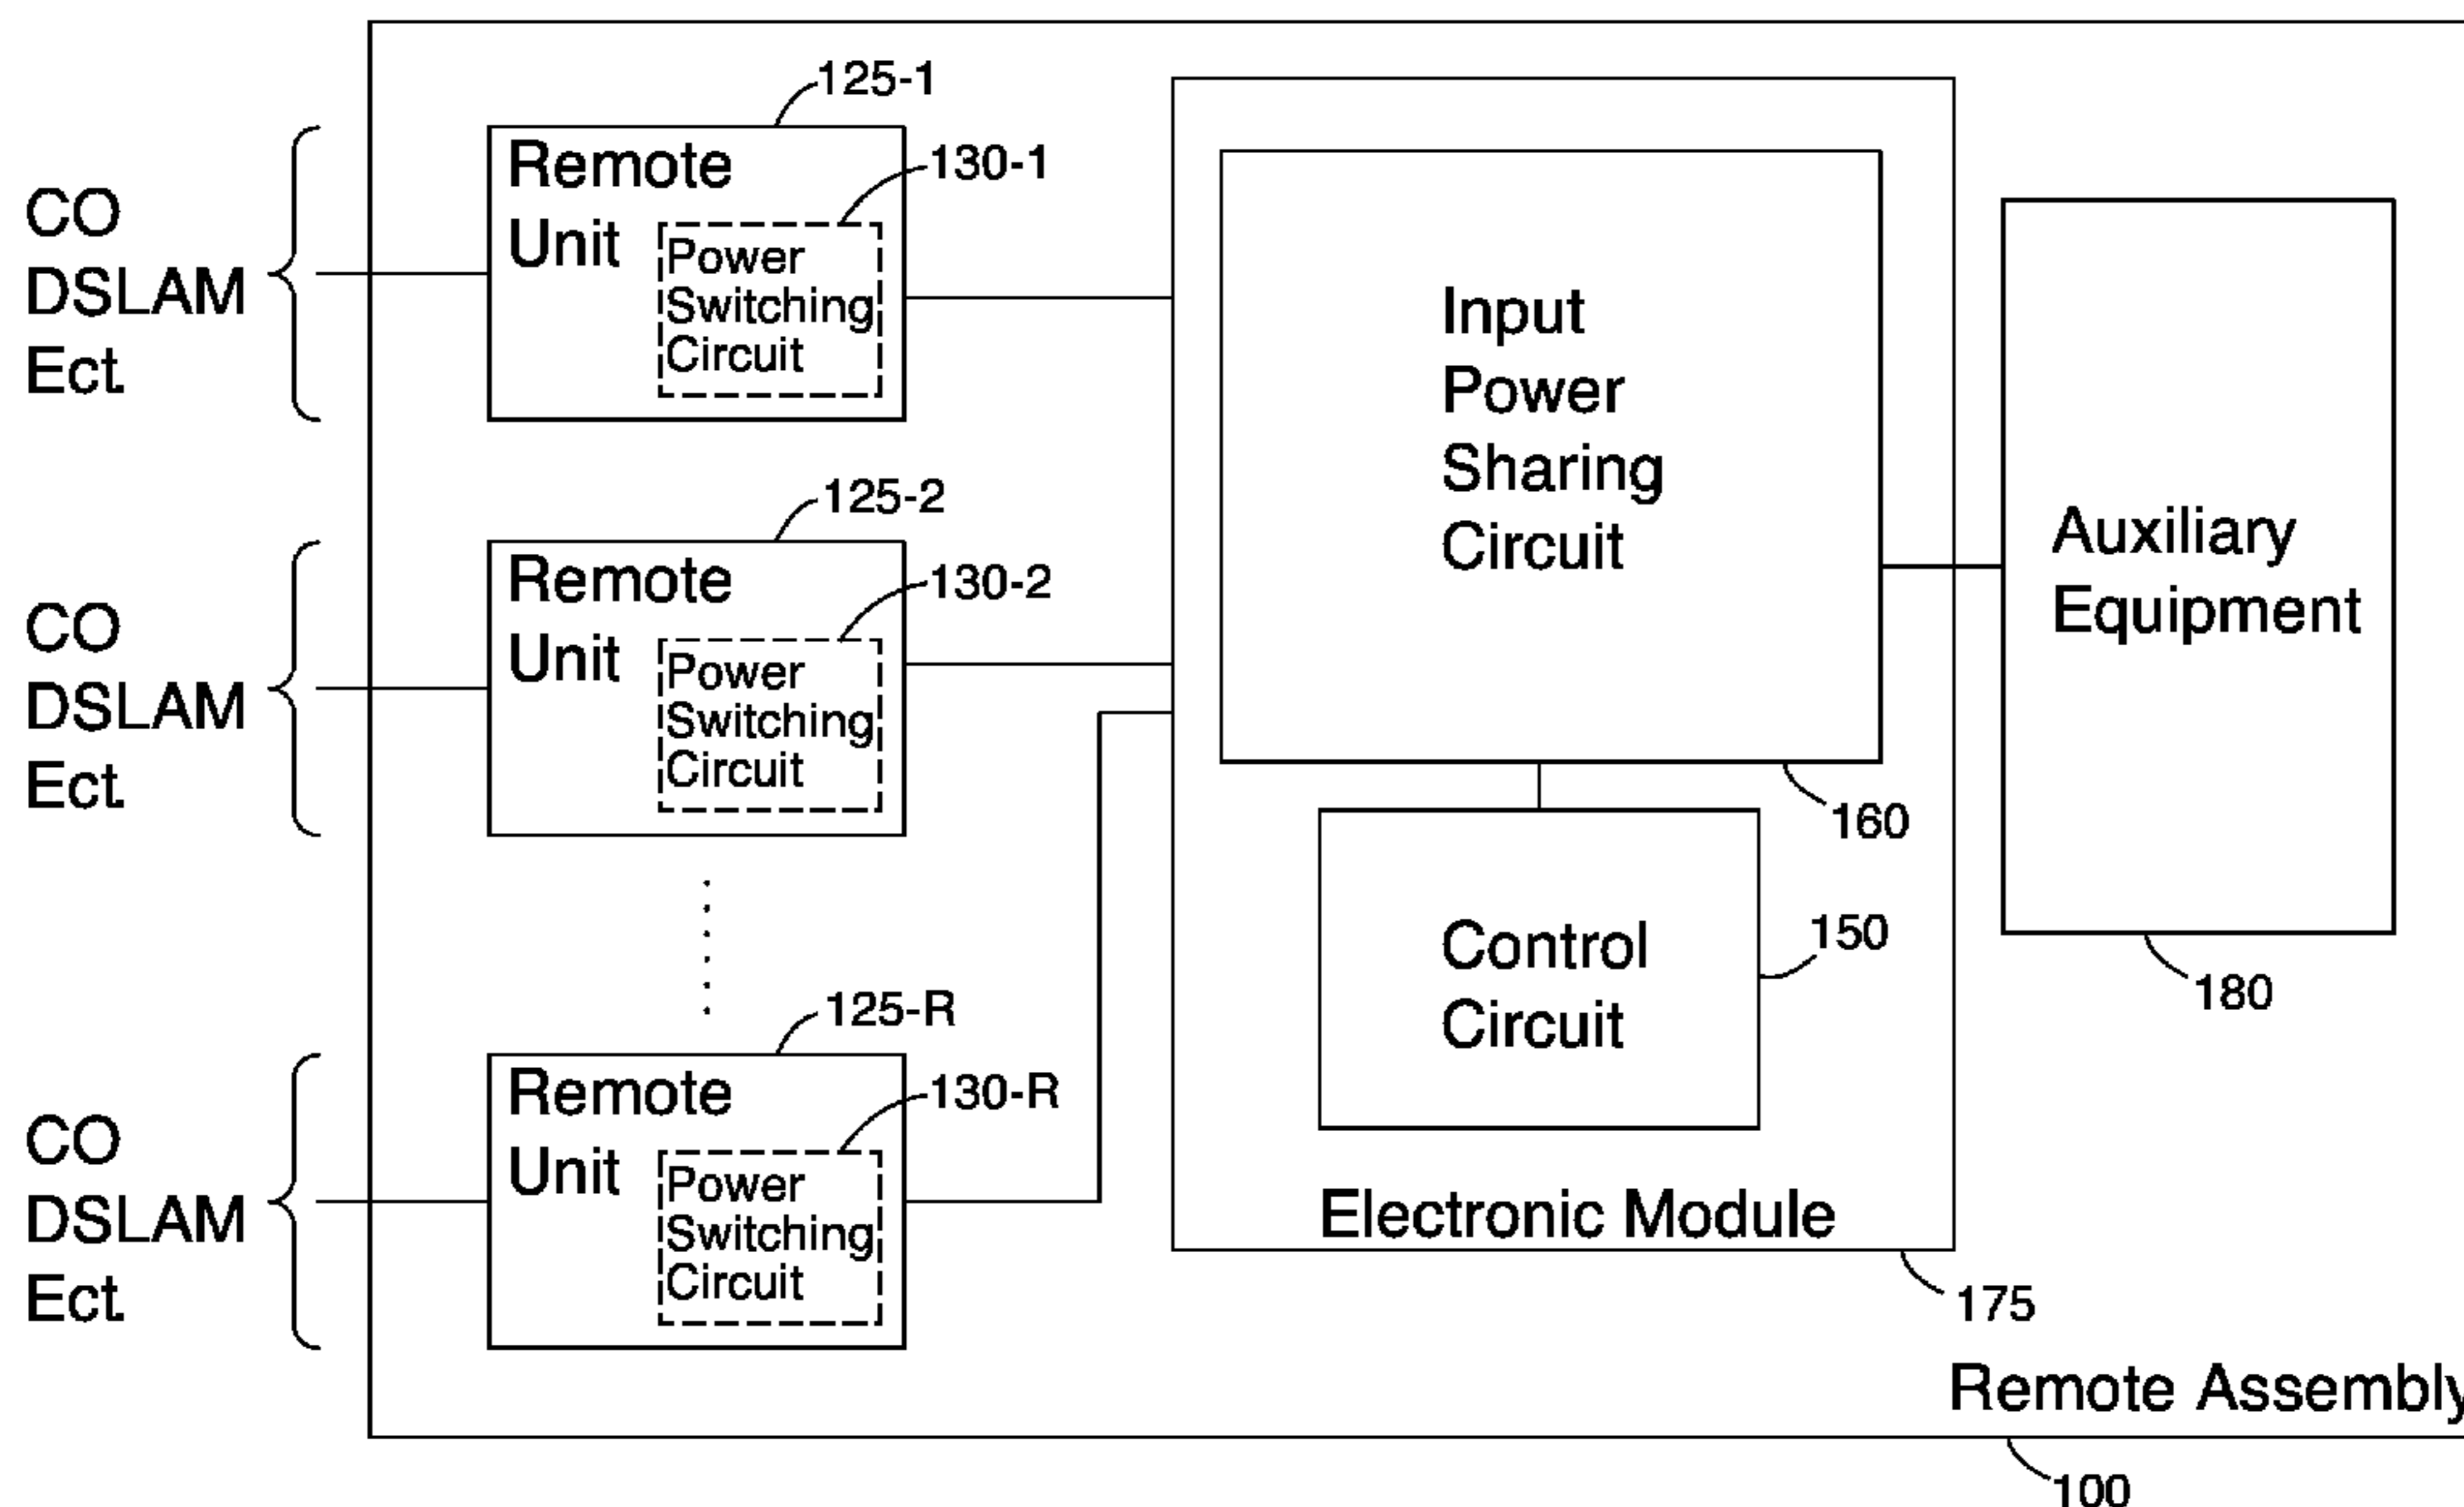 125-1
130-1
CO
DSLAM
Ect.
Remote
Unit
Power
Switching
Circuit
125-2
130-2
CO
DSLAM
Ect.
Remote
Unit
Power
Switching
Circuit
125-R
130-R
CO
DSLAM
Ect.
Remote
Unit
Power
Switching
Circuit
Input
Power
Sharing
Circuit
160
Control
Circuit
150
Electronic Module
175
Auxiliary
Equipment
180
Remote Assembly
100